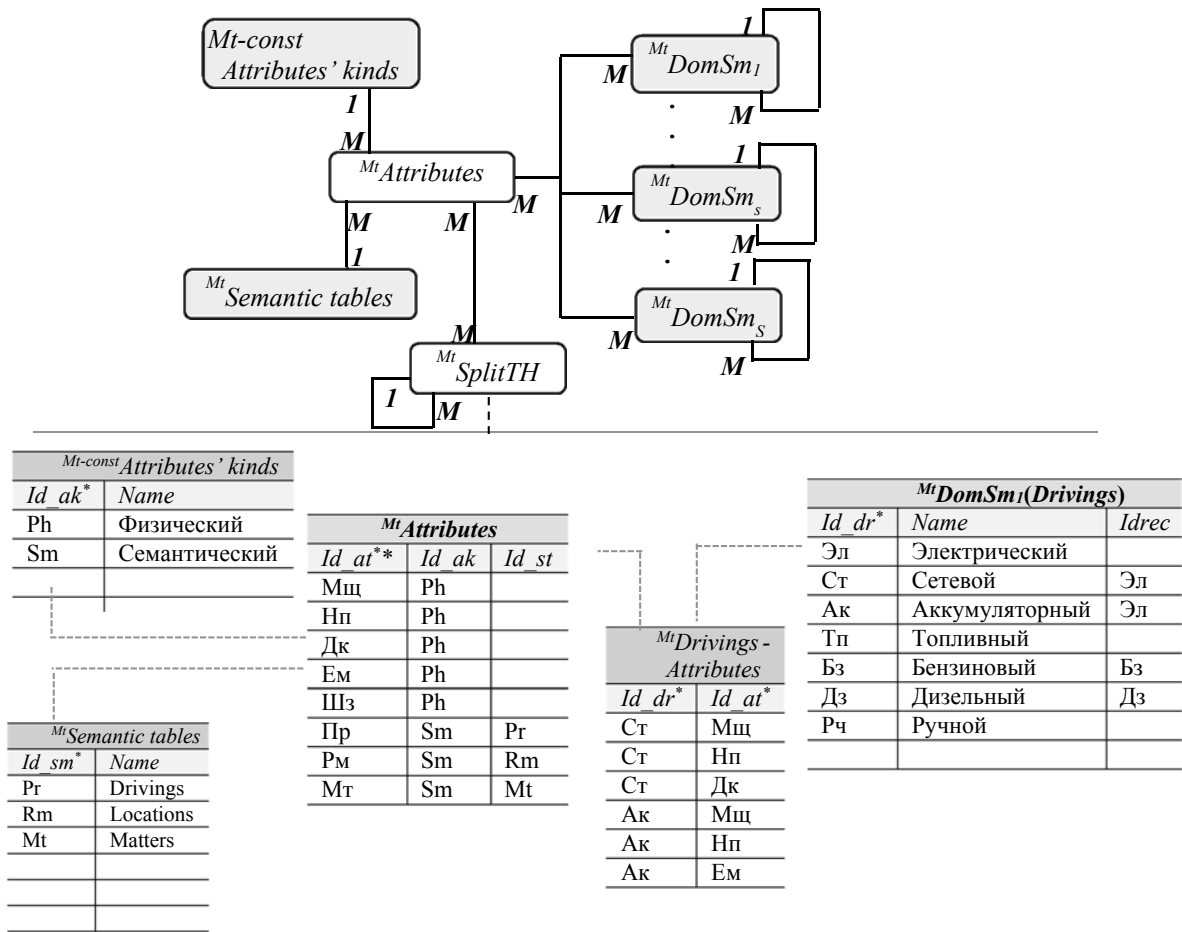 Mt-const
Attributes' kinds
1
M
Mt Attributes
M
M
M
1
Mt Semantic tables
M
Mt SplitTH
1
M
1
Mt DomSm1
M
M
1
Mt DomSms
M
M
1
Mt DomSmS
M
M
Mt-const Attributes' kinds
Id_ak* Name
Ph Физический
Sm Семантический
Mt Attributes
Id_at** Id_ak Id_st
Мщ Ph
Нп Ph
Дк Ph
Ем Ph
Шз Ph
Пр Sm Pr
Рм Sm Rm
Мт Sm Mt
Mt Semantic tables
Id_sm* Name
Pr Drivings
Rm Locations
Mt Matters
Mt Drivings -
Attributes
Id_dr* Id_at*
Ст Мщ
Ст Нп
Ст Дк
Ак Мщ
Ак Нп
Ак Ем
Mt DomSm1(Drivings)
Id_dr* Name Idrec
Эл Электрический
Ст Сетевой Эл
Ак Аккумуляторный Эл
Тп Топливный
Бз Бензиновый Бз
Дз Дизельный Дз
Рч Ручной